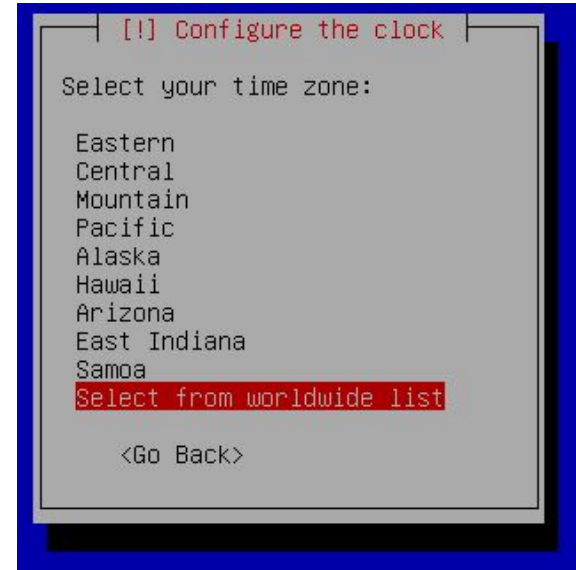 [!] Configure the clock
Select your time zone:
Eastern
Central
Mountain
Pacific
Alaska
Hawaii
Arizona
East Indiana
Samoa
Select from worldwide list
<Go Back>